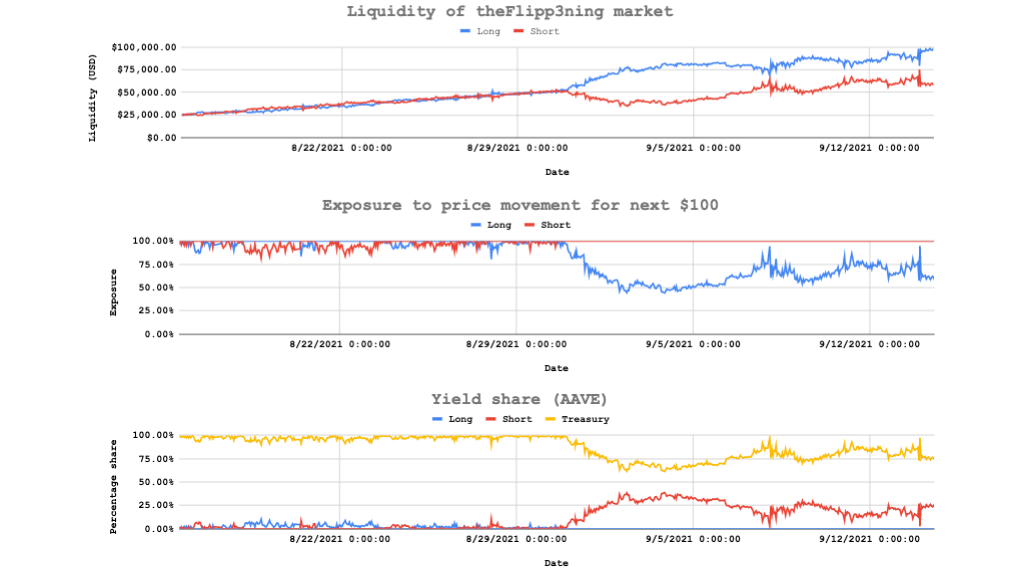 Liquidity of theFlipp3ning market
Long Short
$100,000.00
$75,000.00
$50,000.00
$25,000.00
$0.00
Liquidity (USD)
8/22/2021 0:00:00 8/29/2021 0:00:00 9/5/2021 0:00:00 9/12/2021 0:00:00
Date
Exposure to price movement for next $100
Long Short
100.00%
75.00%
50.00%
25.00%
0.00%
Exposure
8/22/2021 0:00:00 8/29/2021 0:00:00 9/5/2021 0:00:00 9/12/2021 0:00:00
Date
Yield share (AAVE)
Long Short Treasury
100.00%
75.00%
50.00%
25.00%
0.00%
Percentage share
8/22/2021 0:00:00 8/29/2021 0:00:00 9/5/2021 0:00:00 9/12/2021 0:00:00
Date